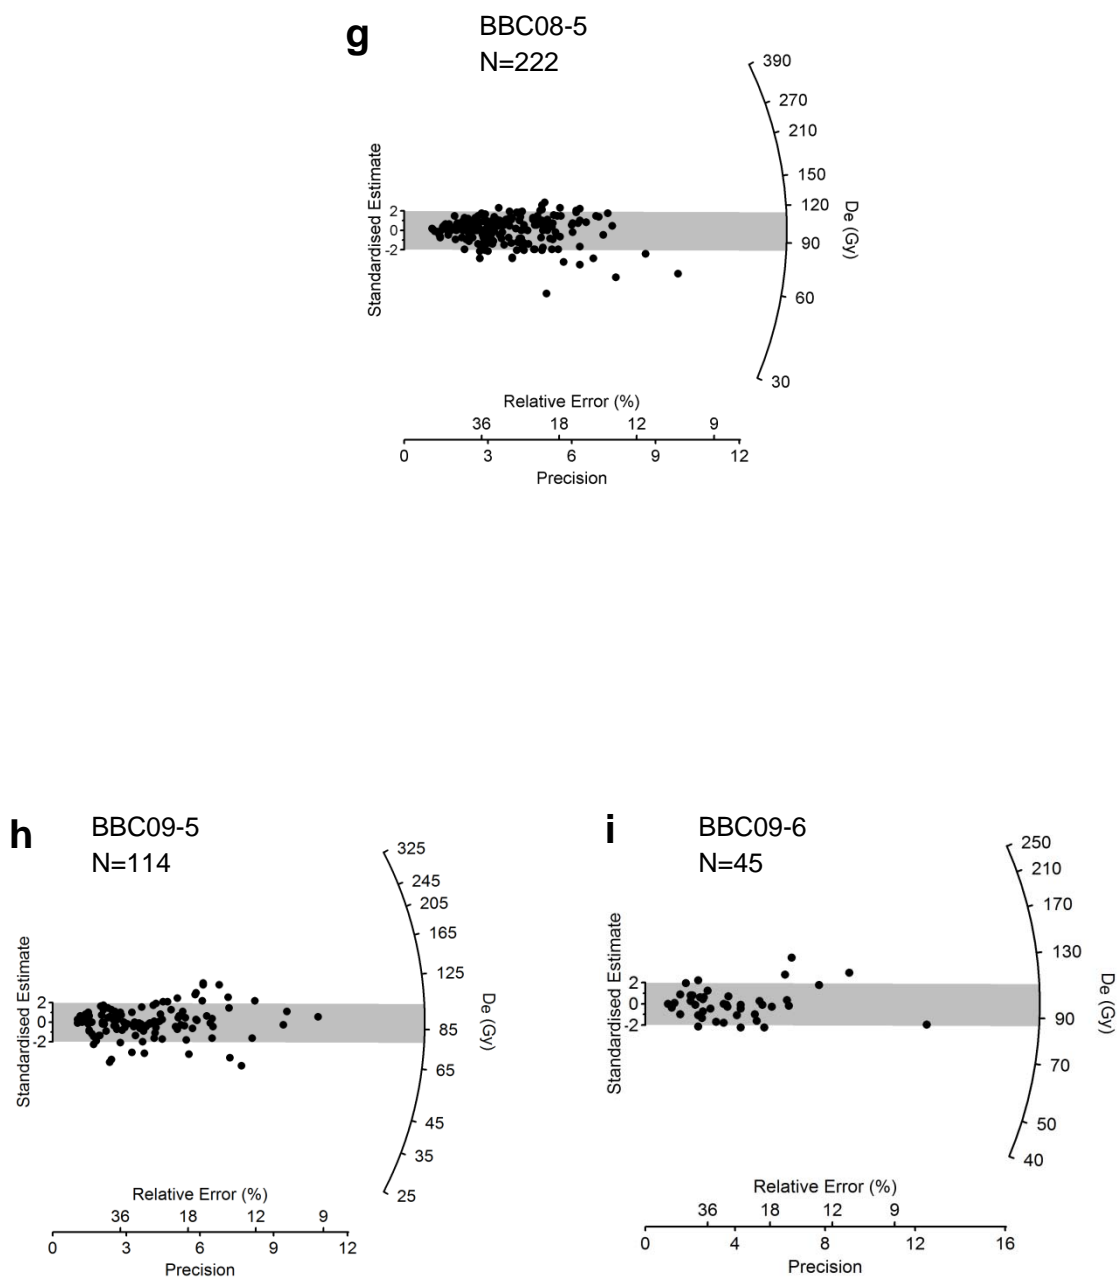 g
BBC08-5
N=222
390
270
210
150
120
90
60
30
De (Gy)
Standardised Estimate
2
0
-2
Relative Error (%)
36 18 12 9
0 3 6 9 12
Precision
h
BBC09-5
N=114
325
245
205
165
125
85
65
45
35
25
De (Gy)
Standardised Estimate
2
0
-2
Relative Error (%)
36 18 12 9
0 3 6 9 12
Precision
i
BBC09-6
N=45
250
210
170
130
90
70
50
40
De (Gy)
Standardised Estimate
2
0
-2
Relative Error (%)
36 18 12 9
0 4 8 12 16
Precision